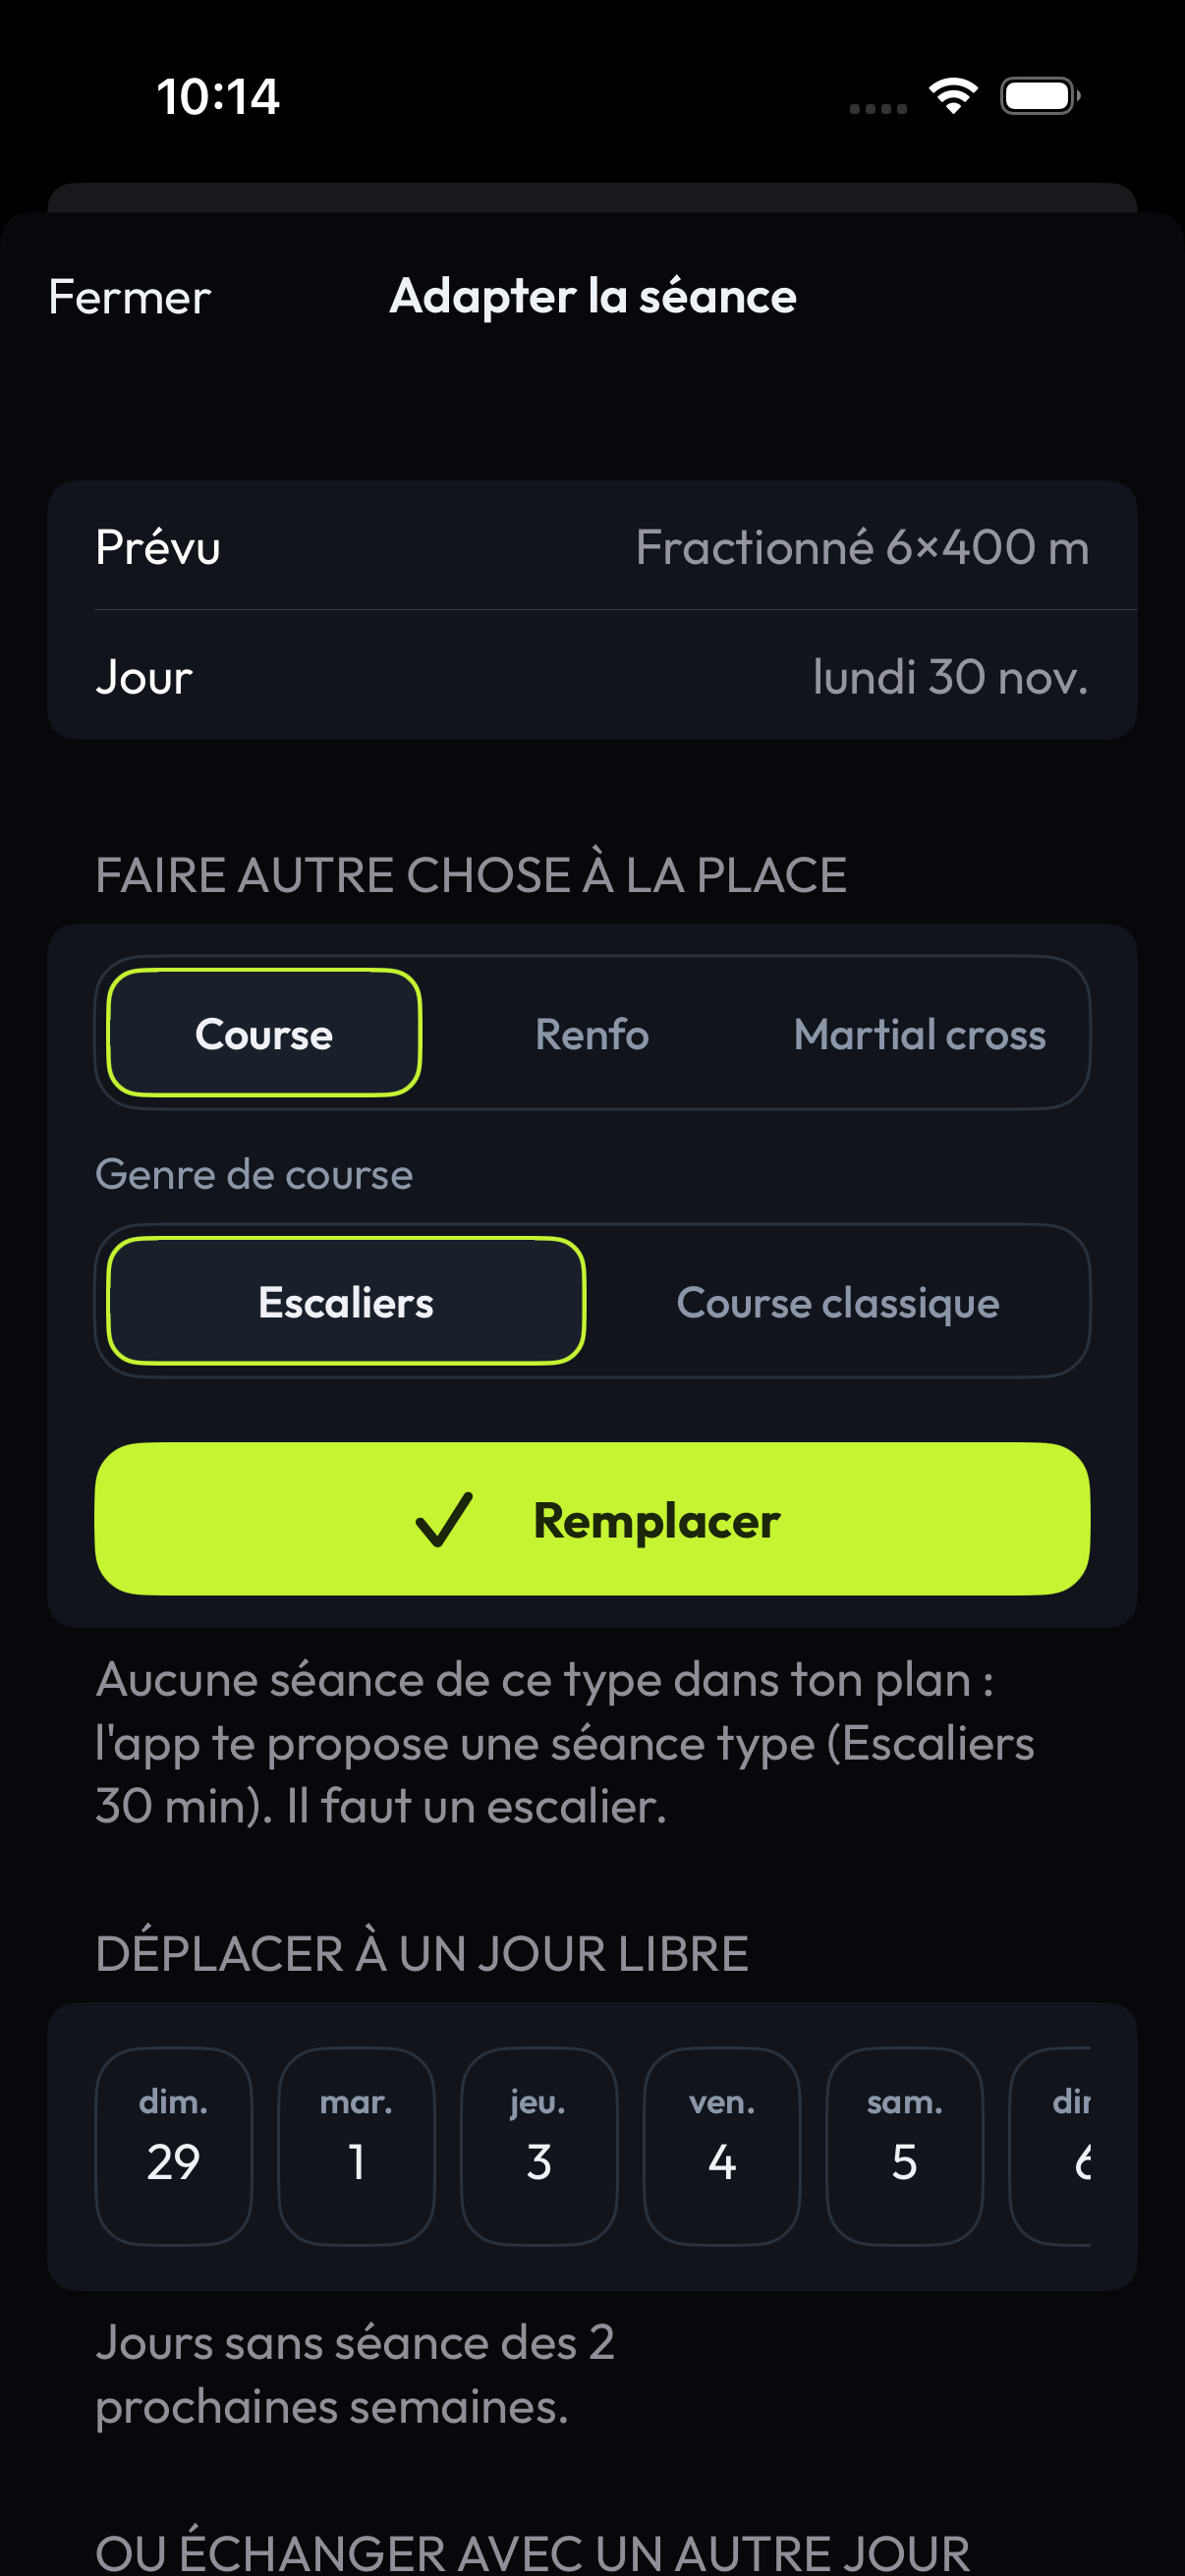 10:14
Fermer
Adapter la séance
Prévu
Fractionné 6×400 m
Jour
lundi 30 nov.
FAIRE AUTRE CHOSE À LA PLACE
Course
Renfo
Martial cross
Genre de course
Escaliers
Course classique
Remplacer
Aucune séance de ce type dans ton plan :
l'app te propose une séance type (Escaliers
30 min). Il faut un escalier.
DÉPLACER À UN JOUR LIBRE
dim.
29
mar.
1
jeu.
3
ven.
4
sam.
5
Jours sans séance des 2
prochaines semaines.
OU ÉCHANGER AVEC UN AUTRE JOUR